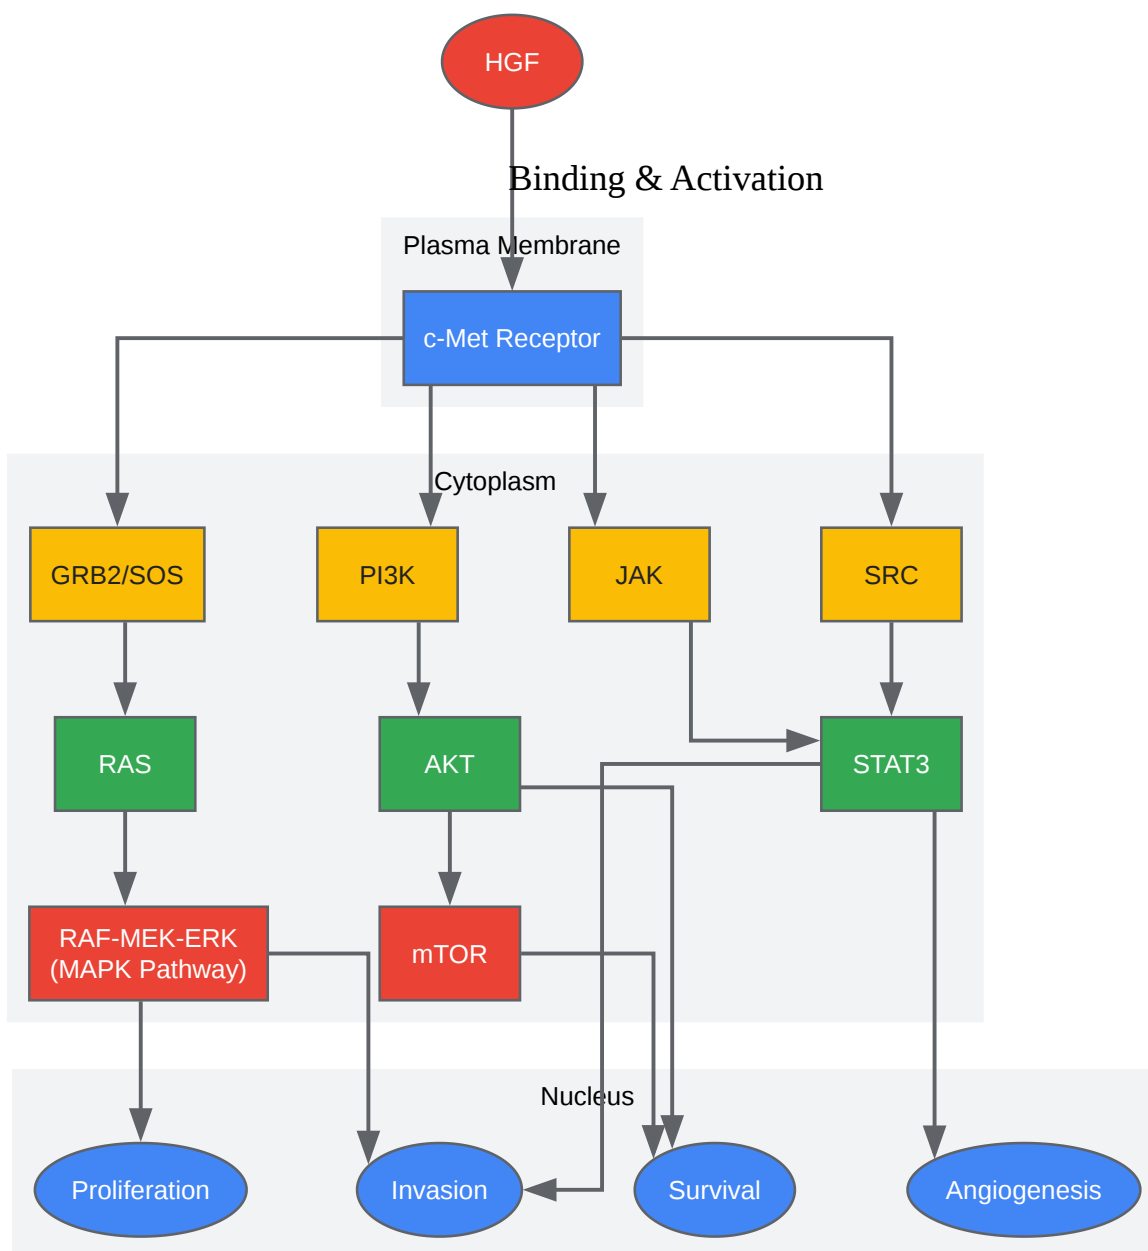 HGF
Binding & Activation
Plasma Membrane
c-Met Receptor
Cytoplasm
GRB2/SOS
PI3K
JAK
SRC
RAS
AKT
STAT3
RAF-MEK-ERK
(MAPK Pathway)
mTOR
Nucleus
Proliferation
Invasion
Survival
Angiogenesis